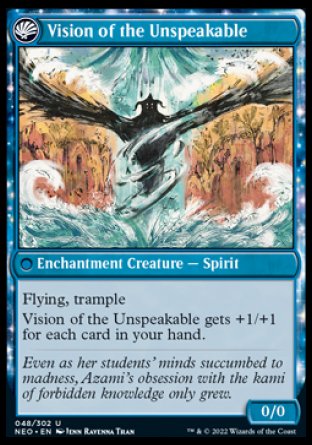 Vision of the Unspeakable
Enchantment Creature — Spirit
Flying, trample
Vision of the Unspeakable gets +1/+1
for each card in your hand.
Even as her students' minds succumbed to
madness, Azami's obsession with the kami
of forbidden knowledge only grew.
0/0
048/302 U
NEO • EN Jenn Ravenna Tran
™ & © 2022 Wizards of the Coast